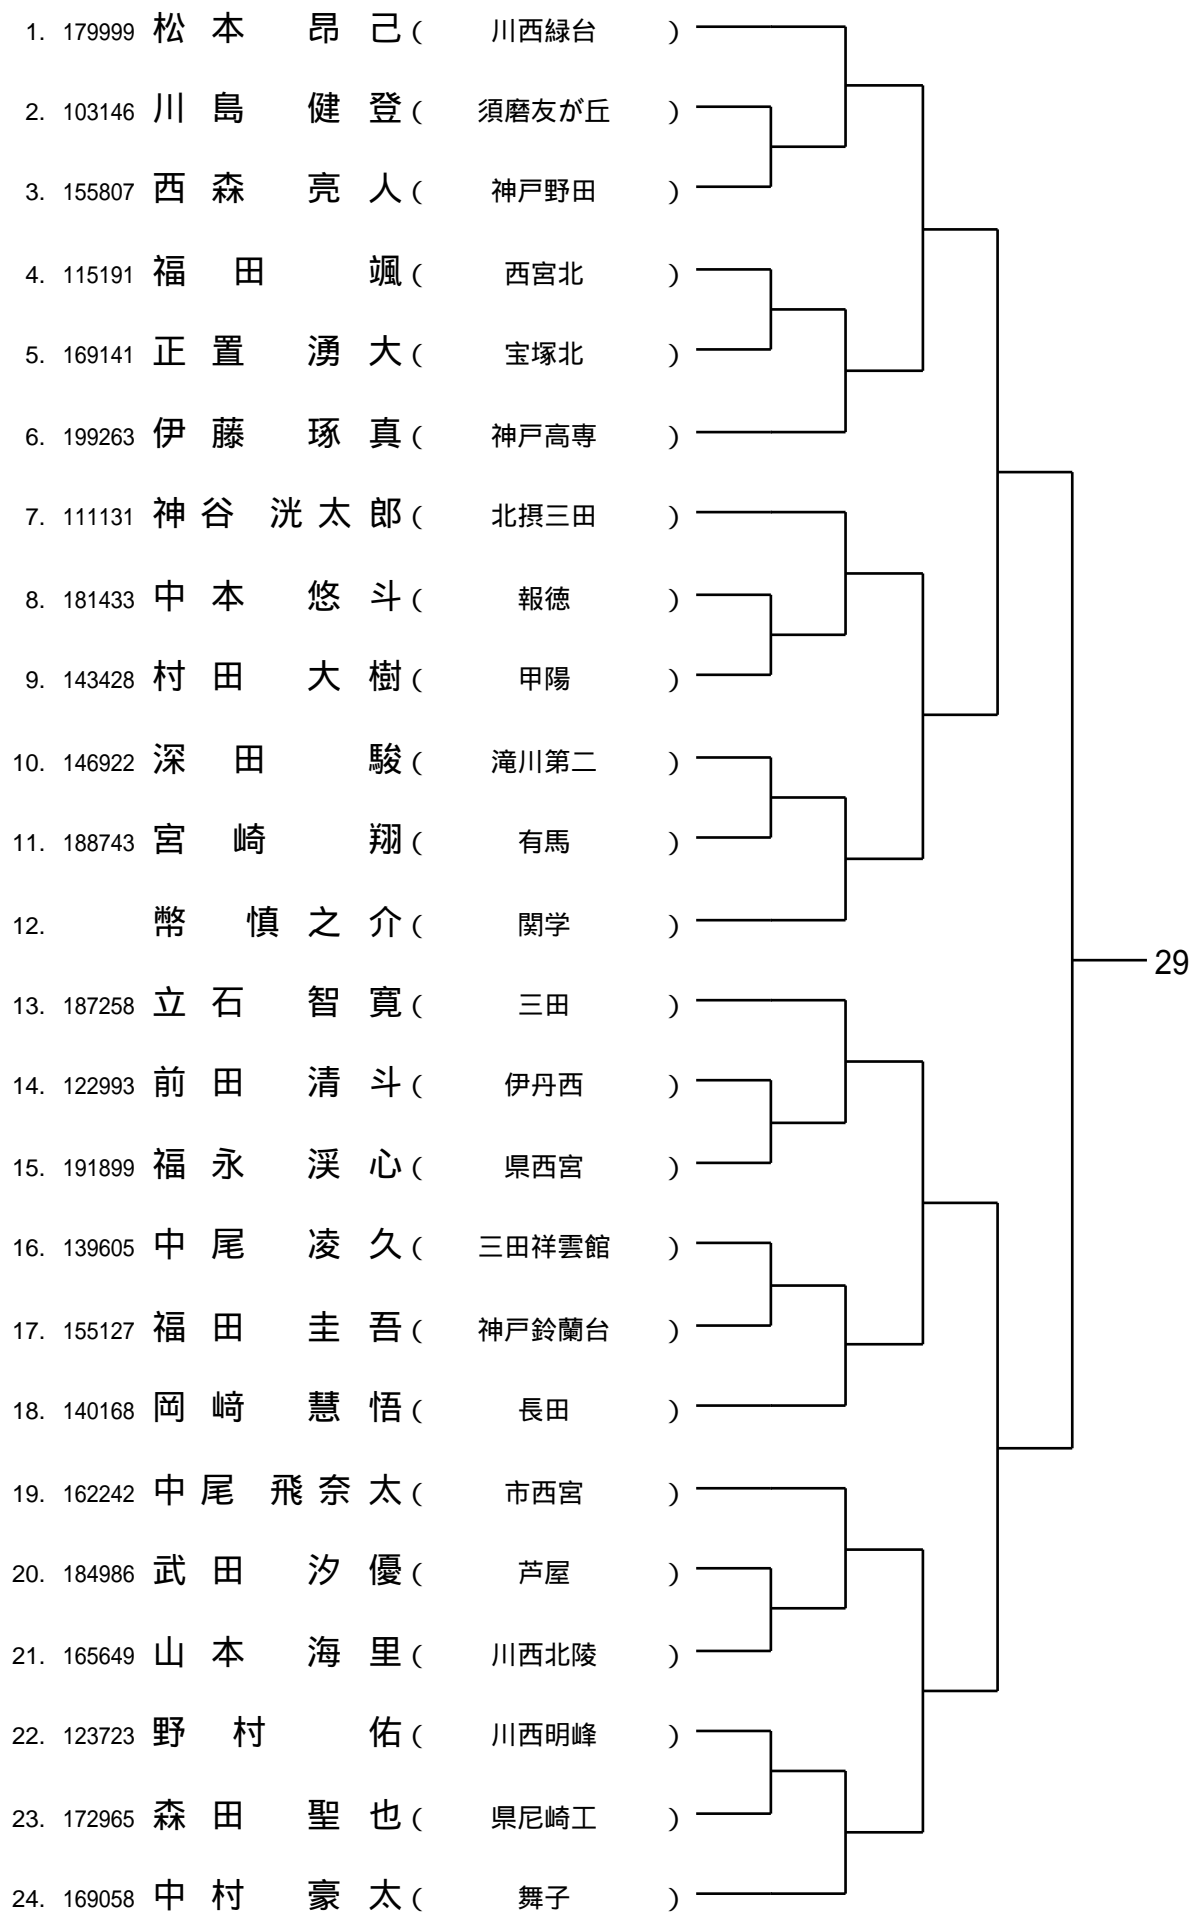 1. 179999 松本 昂己 ( 川西緑台 )
2. 103146 川島 健登 ( 須磨友が丘 )
3. 155807 西森 亮人 ( 神戸野田 )
4. 115191 福田 颯 ( 西宮北 )
5. 169141 正置 湧大 ( 宝塚北 )
6. 199263 伊藤 琢真 ( 神戸高専 )
7. 111131 神谷 洸太郎 ( 北摂三田 )
8. 181433 中本 悠斗 ( 報徳 )
9. 143428 村田 大樹 ( 甲陽 )
10. 146922 深田 駿 ( 滝川第二 )
11. 188743 宮崎 翔 ( 有馬 )
12. 幣 慎之介 ( 関学 )
29
13. 187258 立石 智寛 ( 三田 )
14. 122993 前田 清斗 ( 伊丹西 )
15. 191899 福永 渓心 ( 県西宮 )
16. 139605 中尾 凌久 ( 三田祥雲館 )
17. 155127 福田 圭吾 ( 神戸鈴蘭台 )
18. 140168 岡﨑 慧悟 ( 長田 )
19. 162242 中尾 飛奈太 ( 市西宮 )
20. 184986 武田 汐優 ( 芦屋 )
21. 165649 山本 海里 ( 川西北陵 )
22. 123723 野村 佑 ( 川西明峰 )
23. 172965 森田 聖也 ( 県尼崎工 )
24. 169058 中村 豪太 ( 舞子 )